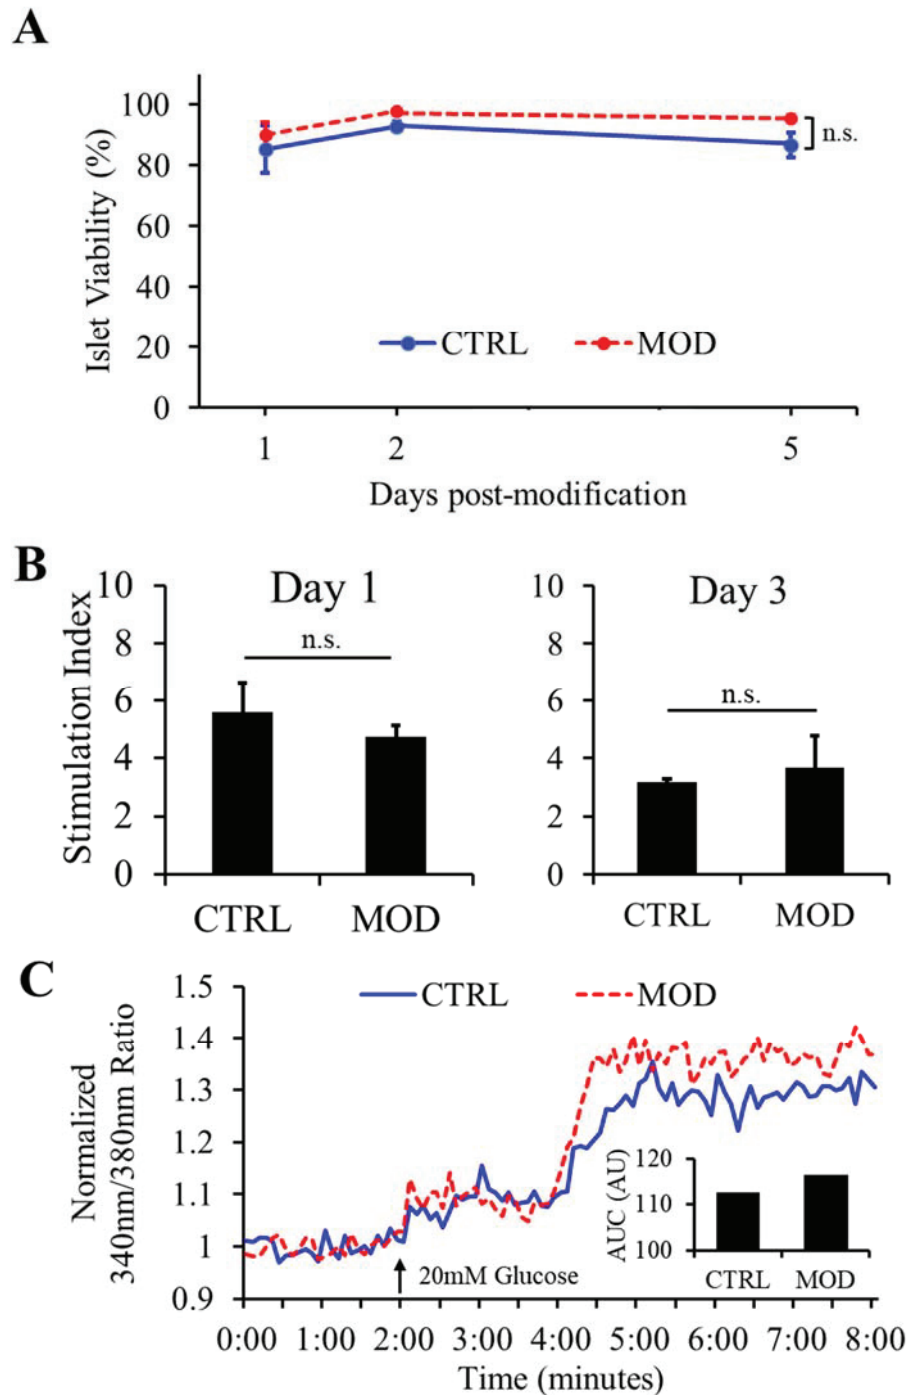 A
Islet Viability (%)
100
80
60
40
20
0
n.s.
CTRL MOD
1 2 5
Days post-modification
B
Stimulation Index
10
8
6
4
2
0
Day 1
n.s.
CTRL MOD
10
8
6
4
2
0
Day 3
n.s.
CTRL MOD
C
Normalized
340nm/380nm Ratio
1.5
1.4
1.3
1.2
1.1
1
0.9
CTRL MOD
20mM Glucose
AUC (AU)
120
110
100
CTRL MOD
0:00 1:00 2:00 3:00 4:00 5:00 6:00 7:00 8:00
Time (minutes)